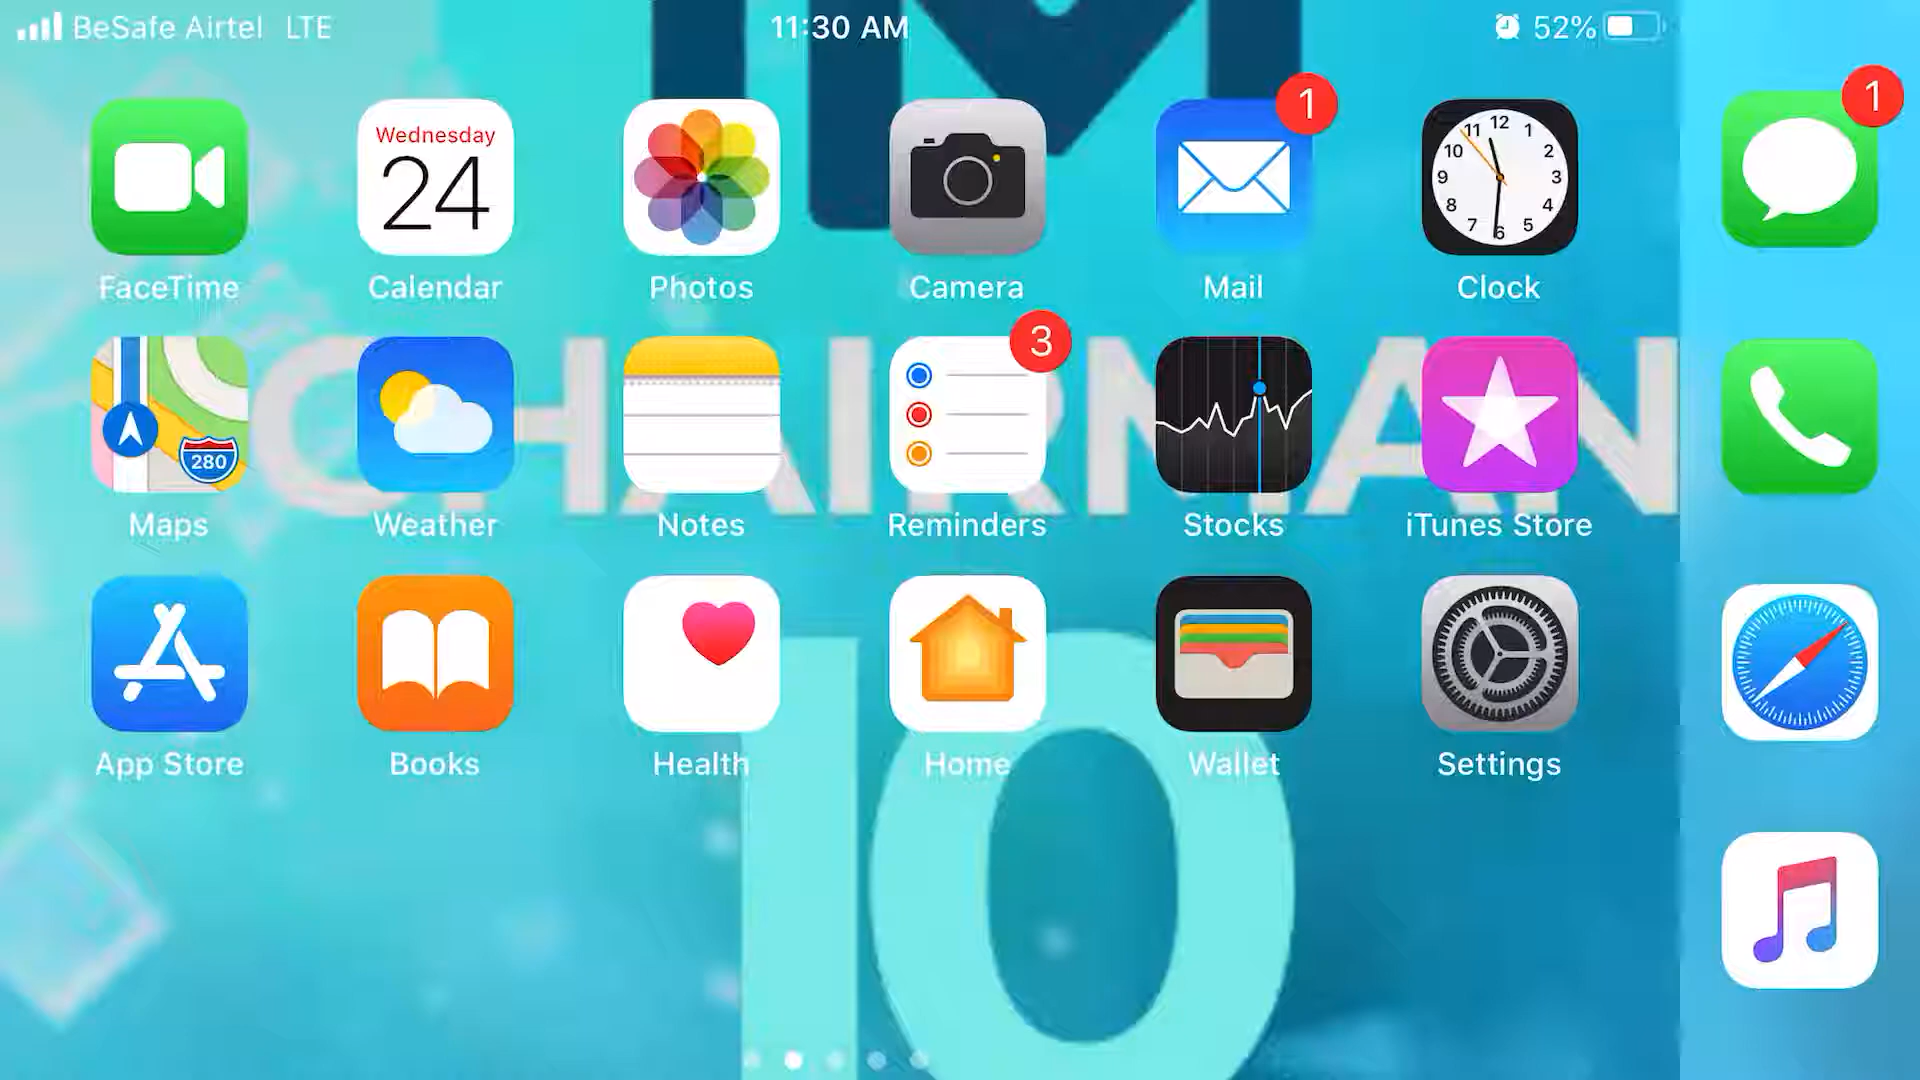 BeSafe Airtel LTE 11:30 AM 52%
1
1
Wednesday
24
12
11 1
10 2
9 3
8 4
7 5
6
FaceTime Calendar Photos Camera Mail Clock
CHAIRMAN
3
280
Maps Weather Notes Reminders Stocks iTunes Store
App Store Books Health Home Wallet Settings
10